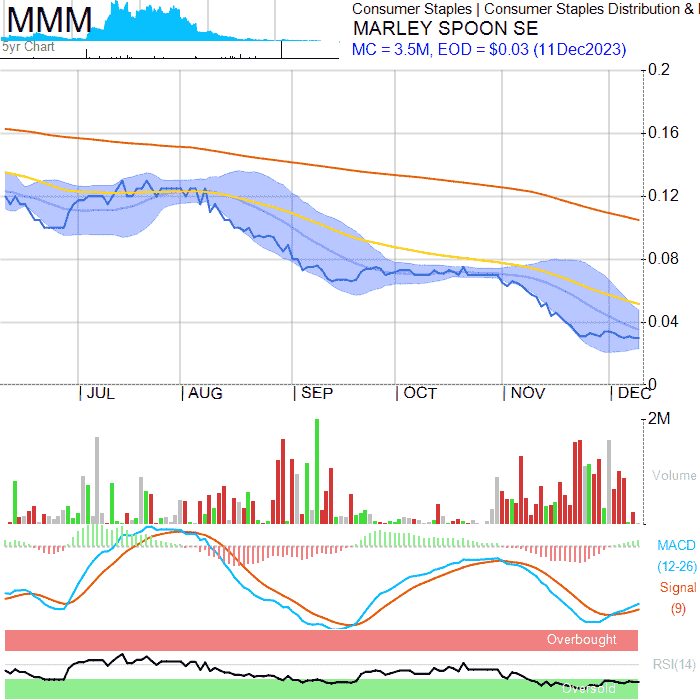 MMM
5yr Chart
Consumer Staples | Consumer Staples Distribution &
MARLEY SPOON SE
MC = 3.5M, EOD = $0.03 (11Dec2023)
0.2
0.16
0.12
0.08
0.04
0
JUL AUG SEP OCT NOV DEC
2M
Volume
MACD
(12-26)
Signal
(9)
Overbought
RSI(14)
Oversold